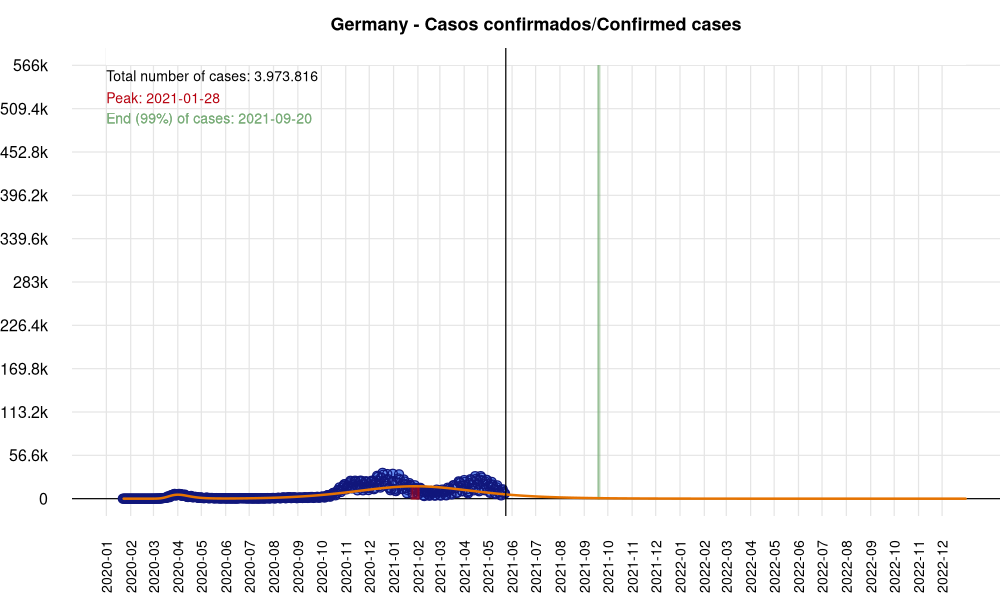 Germany - Casos confirmados/Confirmed cases
566k
Total number of cases: 3.973.816
Peak: 2021-01-28
509.4k
End (99%) of cases: 2021-09-20
452.8k
396.2k
339.6k
283k
226.4k
169.8k
113.2k
56.6k
0
2020-01
2020-02
2020-03
2020-04
2020-05
2020-06
2020-07
2020-08
2020-09
2020-10
2020-11
2020-12
2021-01
2021-02
2021-03
2021-04
2021-05
2021-06
2021-07
2021-08
2021-09
2021-10
2021-11
2021-12
2022-01
2022-02
2022-03
2022-04
2022-05
2022-06
2022-07
2022-08
2022-09
2022-10
2022-11
2022-12